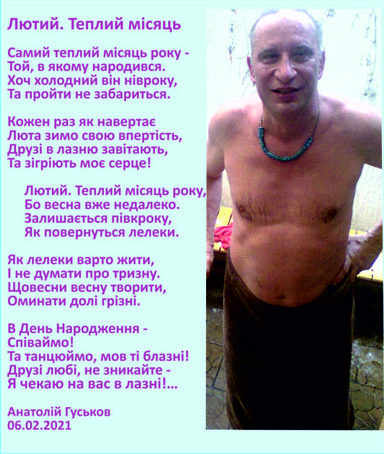 Лютий. Теплий місяць
Самий теплий місяць року -
Той, в якому народився.
Хоч холодний він нівроку,
Та пройти не забариться.
Кожен раз як навертає
Люта зимо свою впертість,
Друзі в лазню завітають,
Та зігріють моє серце!
Лютий. Теплий місяць року,
Бо весна вже недалеко.
Залишається півкроку,
Як повернуться лелеки.
Як лелеки варто жити,
І не думати про тризну.
Щовесни весну творити,
Оминати долі грізні.
В День Народження -
Співаймо!
Та танцюймо, мов ті блазні!
Друзі любі, не зникайте -
Я чекаю на вас в лазні!...
Анатолій Гуськов
06.02.2021